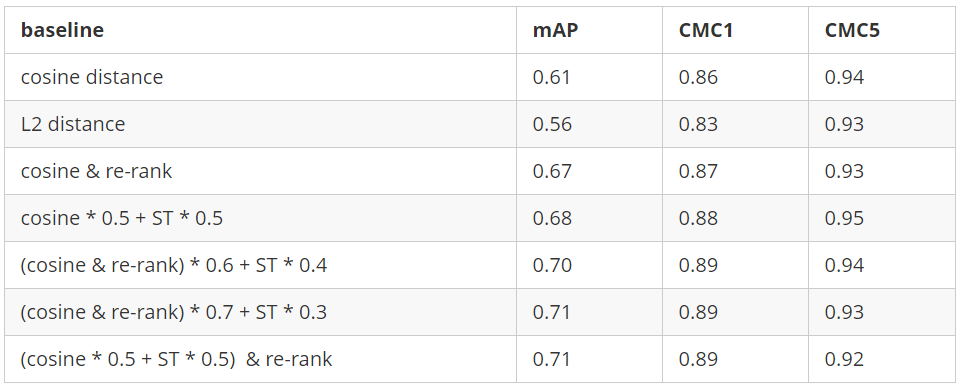 baseline mAP CMC1 CMC5
cosine distance 0.61 0.86 0.94
L2 distance 0.56 0.83 0.93
cosine & re-rank 0.67 0.87 0.93
cosine * 0.5 + ST * 0.5 0.68 0.88 0.95
(cosine & re-rank) * 0.6 + ST * 0.4 0.70 0.89 0.94
(cosine & re-rank) * 0.7 + ST * 0.3 0.71 0.89 0.93
(cosine * 0.5 + ST * 0.5)  & re-rank 0.71 0.89 0.92